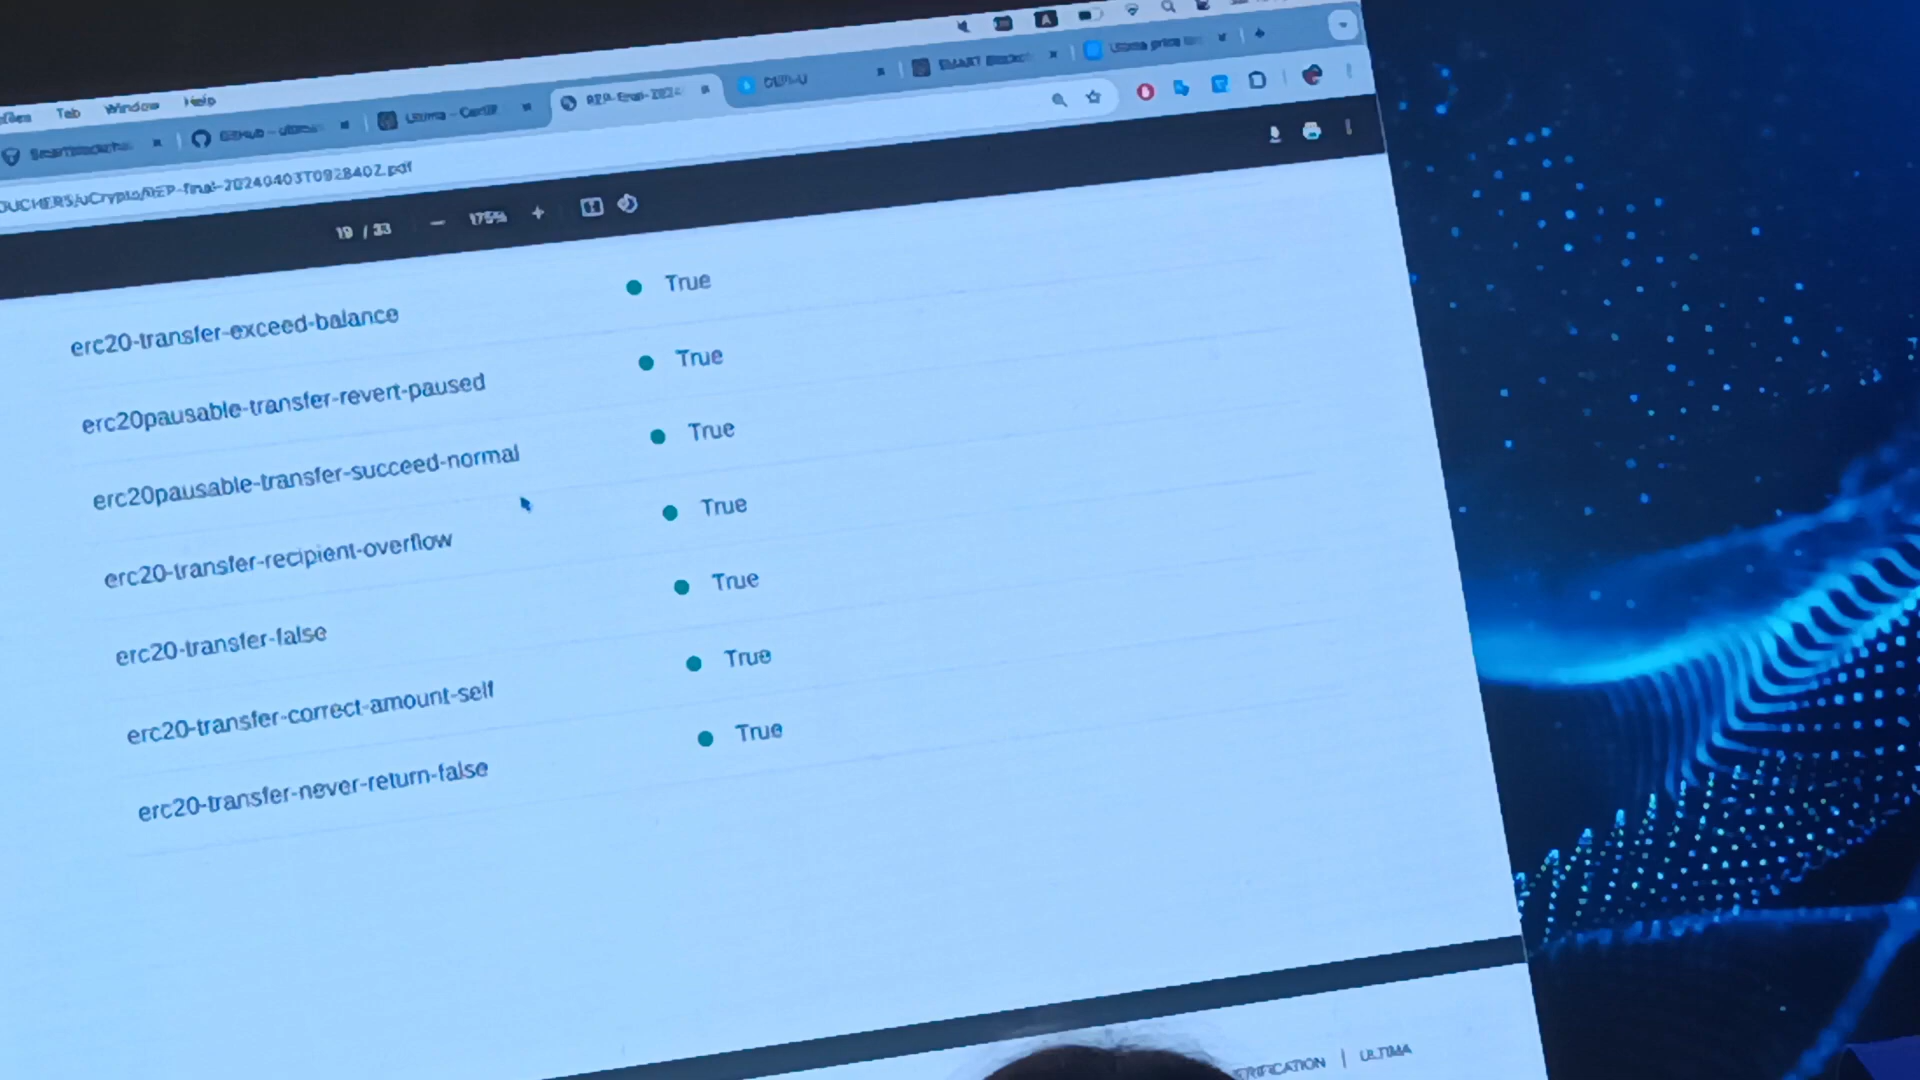 Tab Window Help
19 / 33 — 175% +
erc20-transfer-exceed-balance True
erc20pausable-transfer-revert-paused True
erc20pausable-transfer-succeed-normal True
erc20-transfer-recipient-overflow True
erc20-transfer-false True
erc20-transfer-correct-amount-self True
erc20-transfer-never-return-false True
| ULTIMA